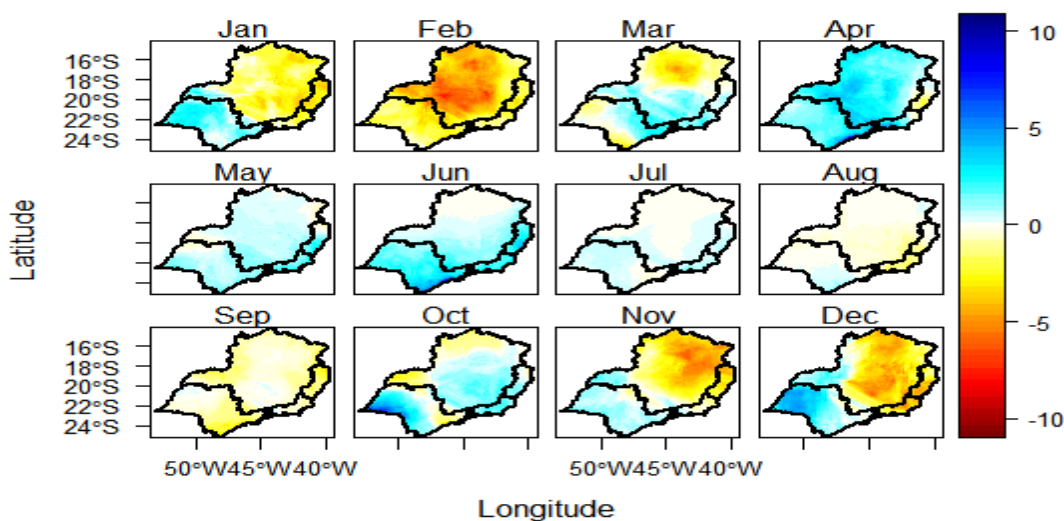 Jan Feb Mar Apr
16°S
18°S
20°S
22°S
24°S
May Jun Jul Aug
Sep Oct Nov Dec
16°S
18°S
20°S
22°S
24°S
50°W45°W40°W 50°W45°W40°W
Latitude
Longitude
10
5
0
-5
-10